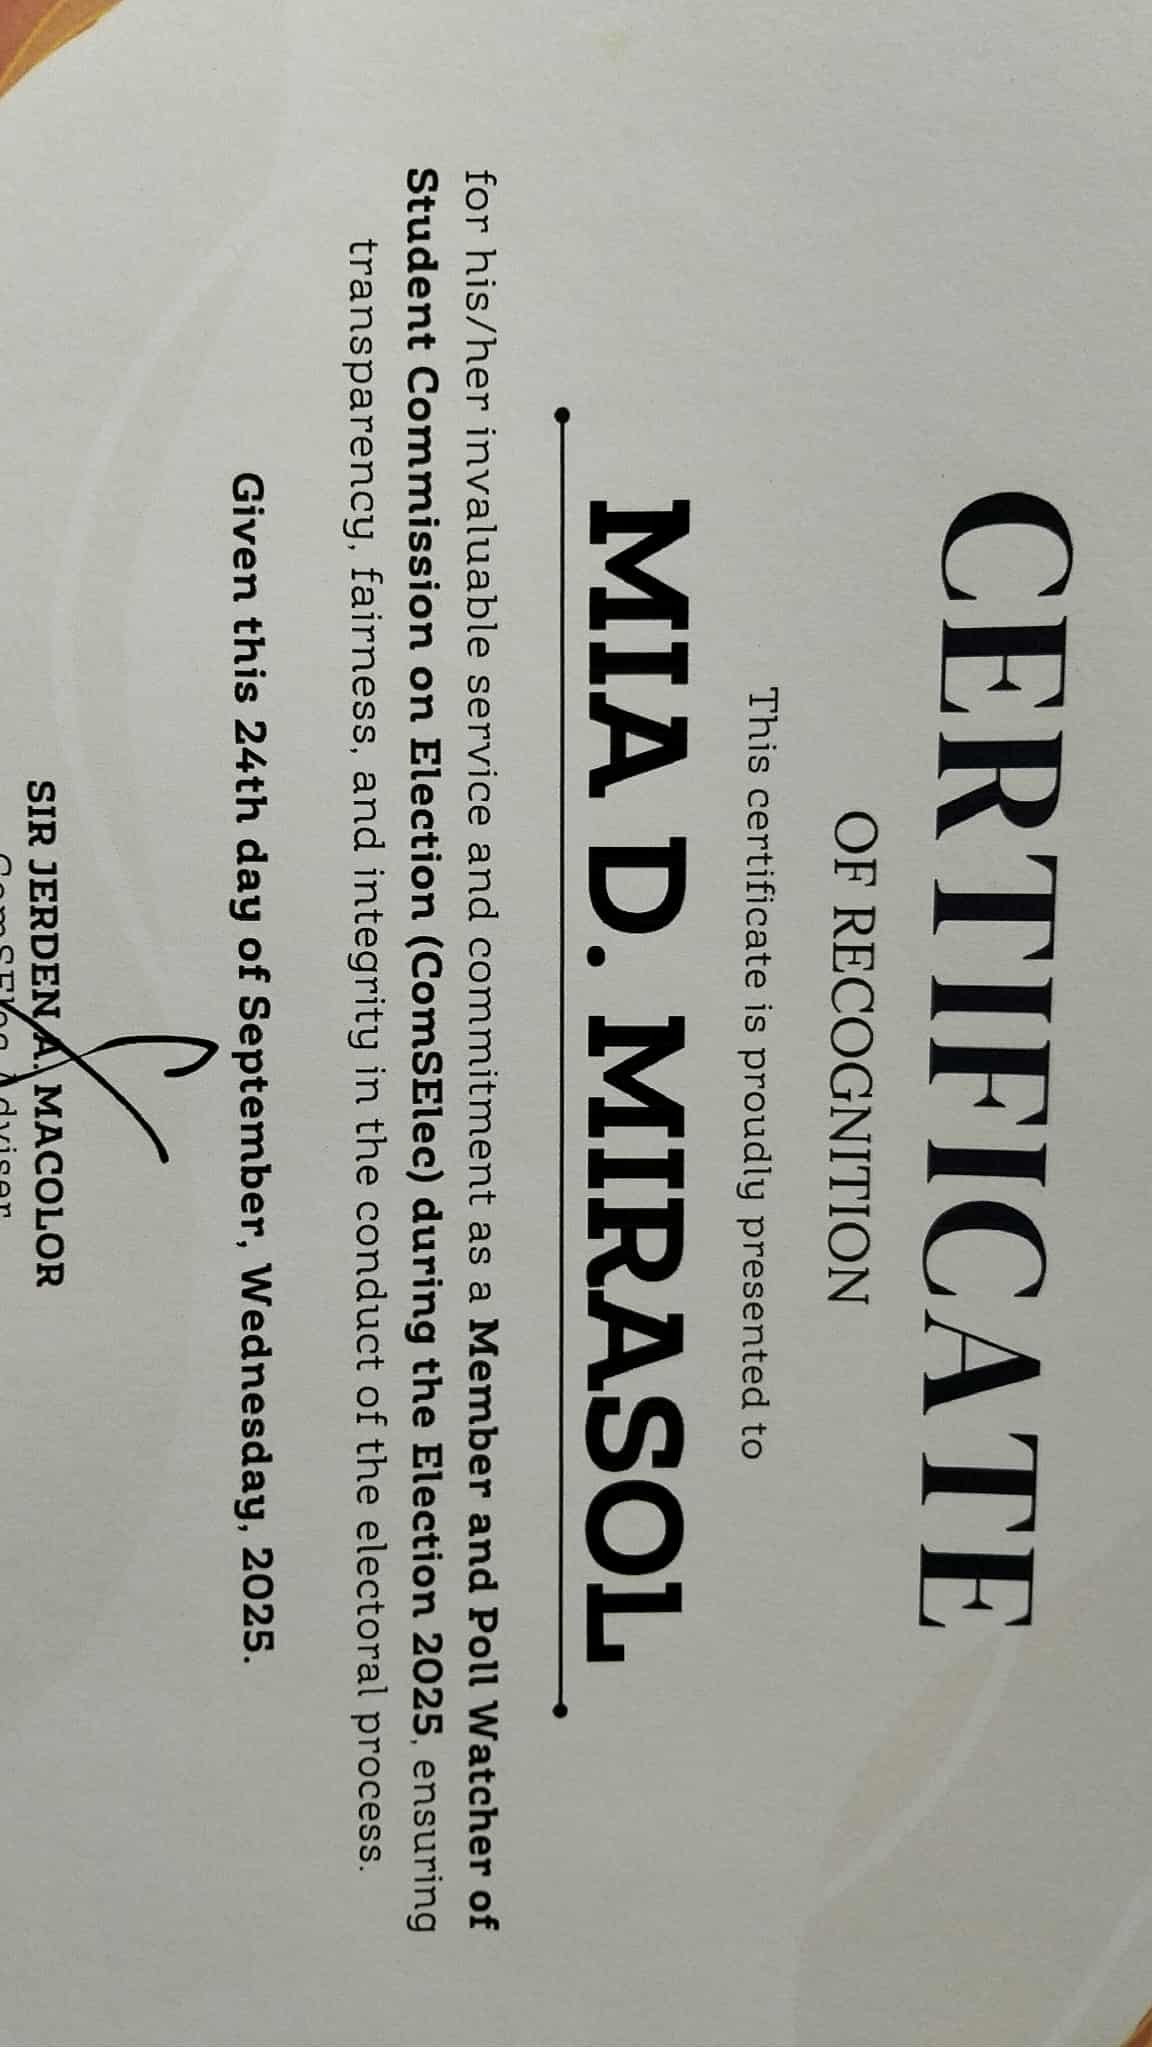 CERTIFICATE
OF RECOGNITION
This certificate is proudly presented to
MIA D. MIRASOL
for his/her invaluable service and commitment as a Member and Poll Watcher of
Student Commission on Election (ComSElec) during the Election 2025, ensuring
transparency, fairness, and integrity in the conduct of the electoral process.
Given this 24th day of September, Wednesday, 2025.
SIR JERDEN A. MACOLOR
ComSElec Adviser